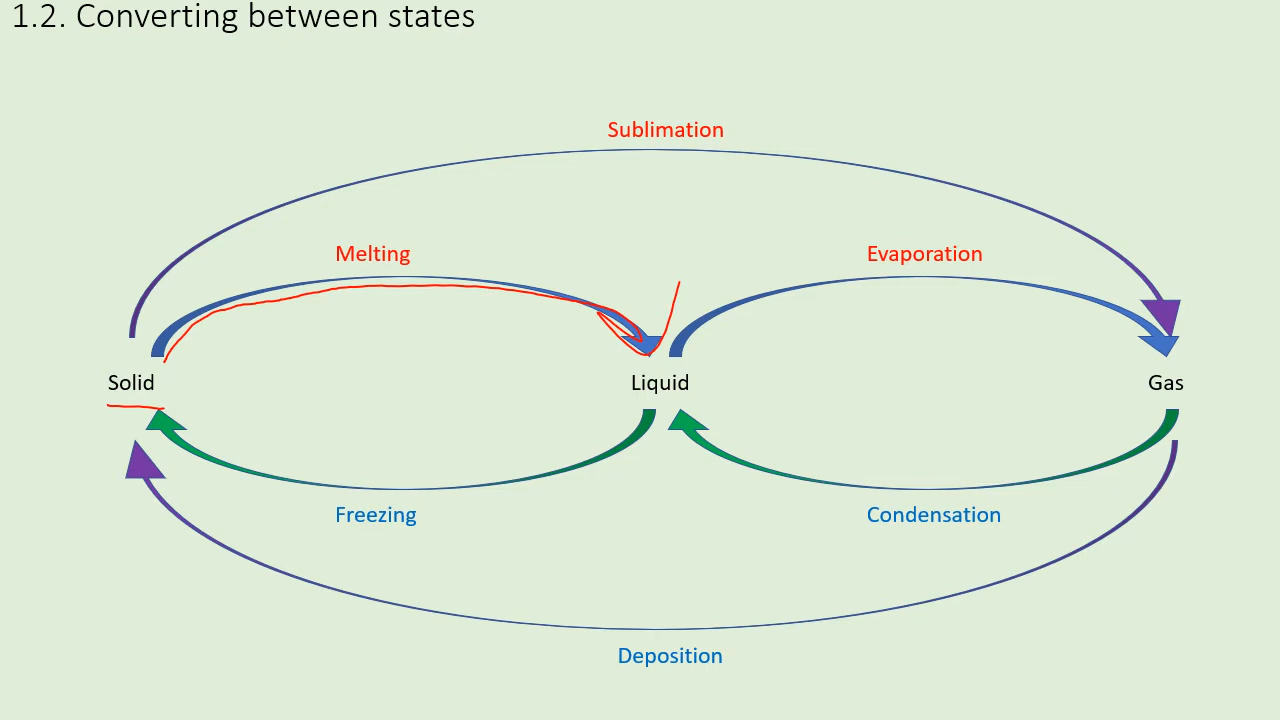 1.2. Converting between states
Sublimation
Melting
Evaporation
Solid
Liquid
Gas
Freezing
Condensation
Deposition